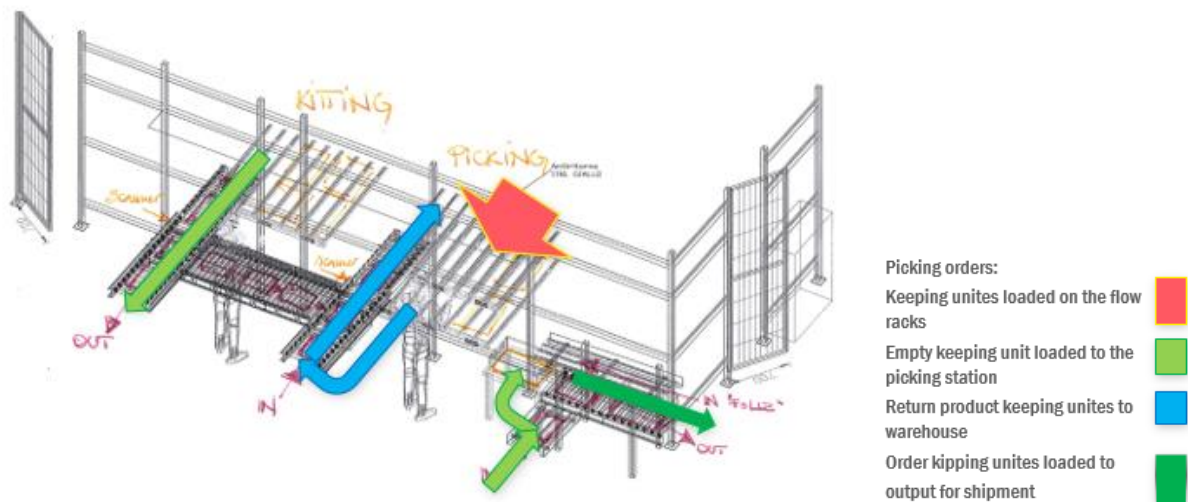 KITTING
PICKING
Scanner
Scanner
OUT
IN
IN "FOLLZ"
OUT
Picking orders:
Keeping unites loaded on the flow
racks
Empty keeping unit loaded to the
picking station
Return product keeping unites to
warehouse
Order kipping unites loaded to
output for shipment